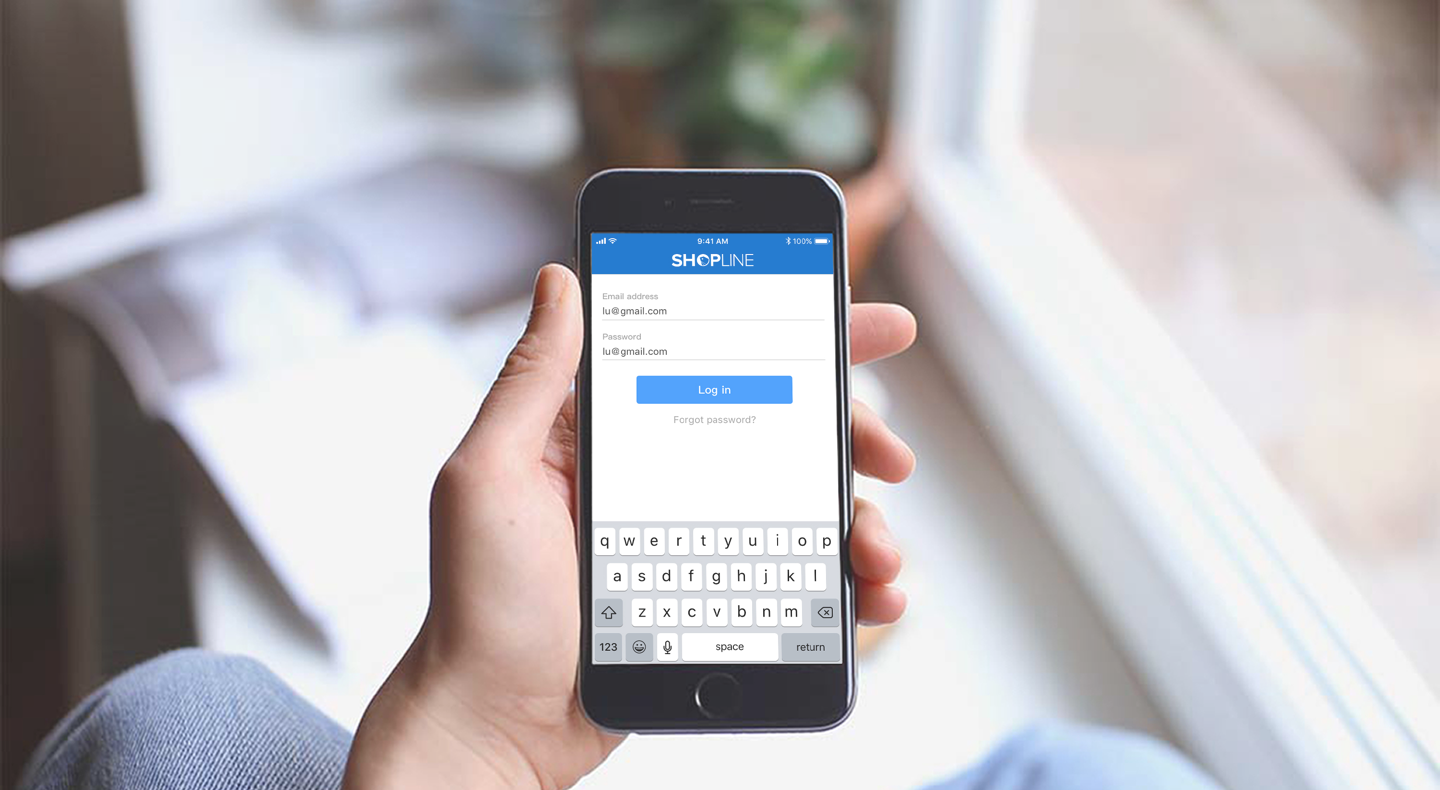 9:41 AM 100%
SHOPLINE
Email address
lu@gmail.com
Password
lu@gmail.com
Log in
Forgot password?
q w e r t y u i o p
a s d f g h j k l
z x c v b n m
123 space return